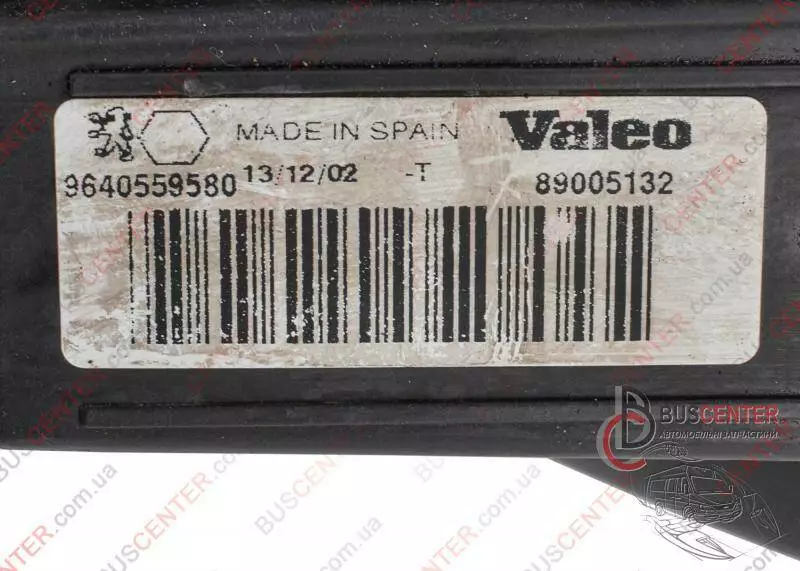 MADE IN SPAIN Valeo
9640559580 13/12/02 -T 89005132
BUSCENTER
АВТОМОБІЛЬНІ ЗАПЧАСТИНИ
BUSCENTER.com.ua